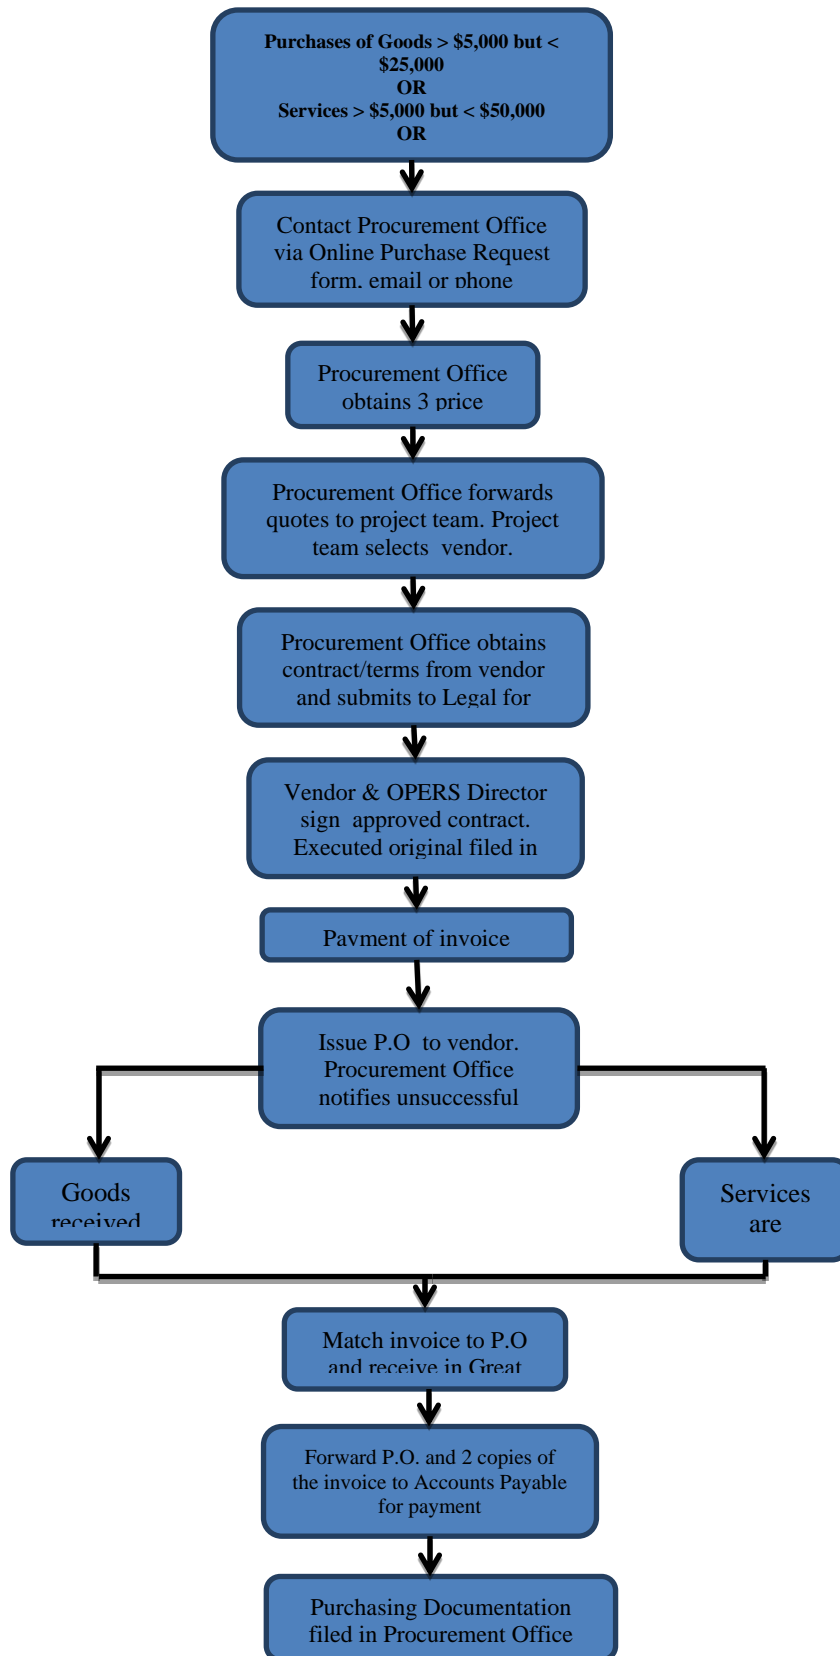 Purchases of Goods > $5,000 but <
$25,000
OR
Services > $5,000 but < $50,000
OR
Contact Procurement Office
via Online Purchase Request
form, email or phone
Procurement Office
obtains 3 price
Procurement Office forwards
quotes to project team. Project
team selects vendor.
Procurement Office obtains
contract/terms from vendor
and submits to Legal for
Vendor & OPERS Director
sign approved contract.
Executed original filed in
Payment of invoice
Issue P.O to vendor.
Procurement Office
notifies unsuccessful
Goods
received
Services
are
Match invoice to P.O
and receive in Great
Forward P.O. and 2 copies of
the invoice to Accounts Payable
for payment
Purchasing Documentation
filed in Procurement Office